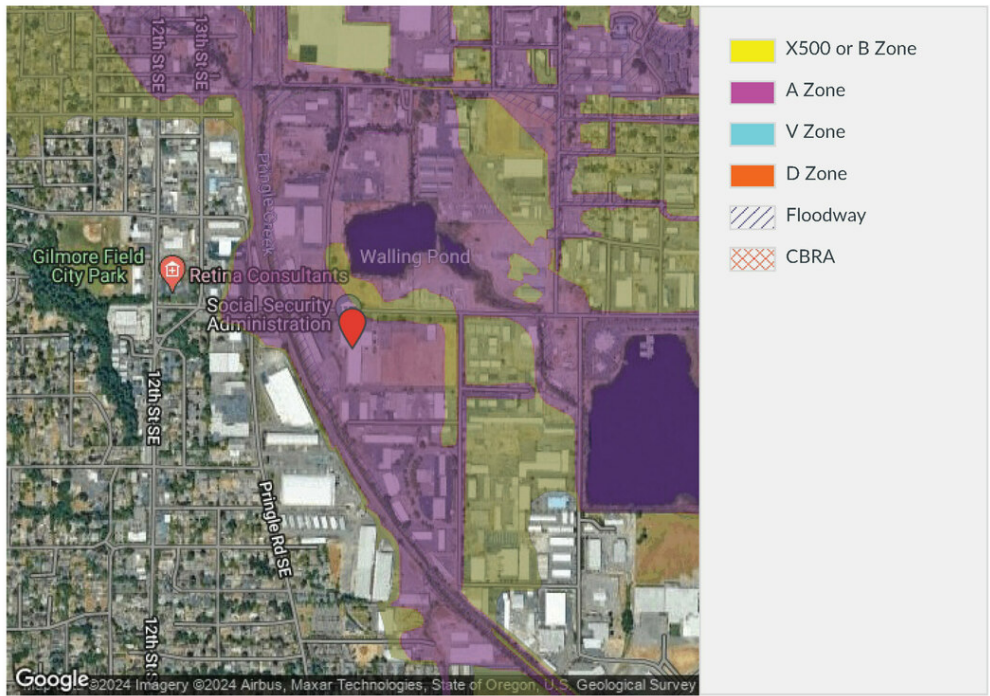 12th St SE
13th St SE
Pringle Creek
Walling Pond
Gilmore Field
City Park
Retina Consultants
Social Security
Administration
12th St SE
Pringle Rd SE
12th St S
Google
©2024 Imagery ©2024 Airbus, Maxar Technologies, State of Oregon, U.S. Geological Survey
X500 or B Zone
A Zone
V Zone
D Zone
Floodway
CBRA